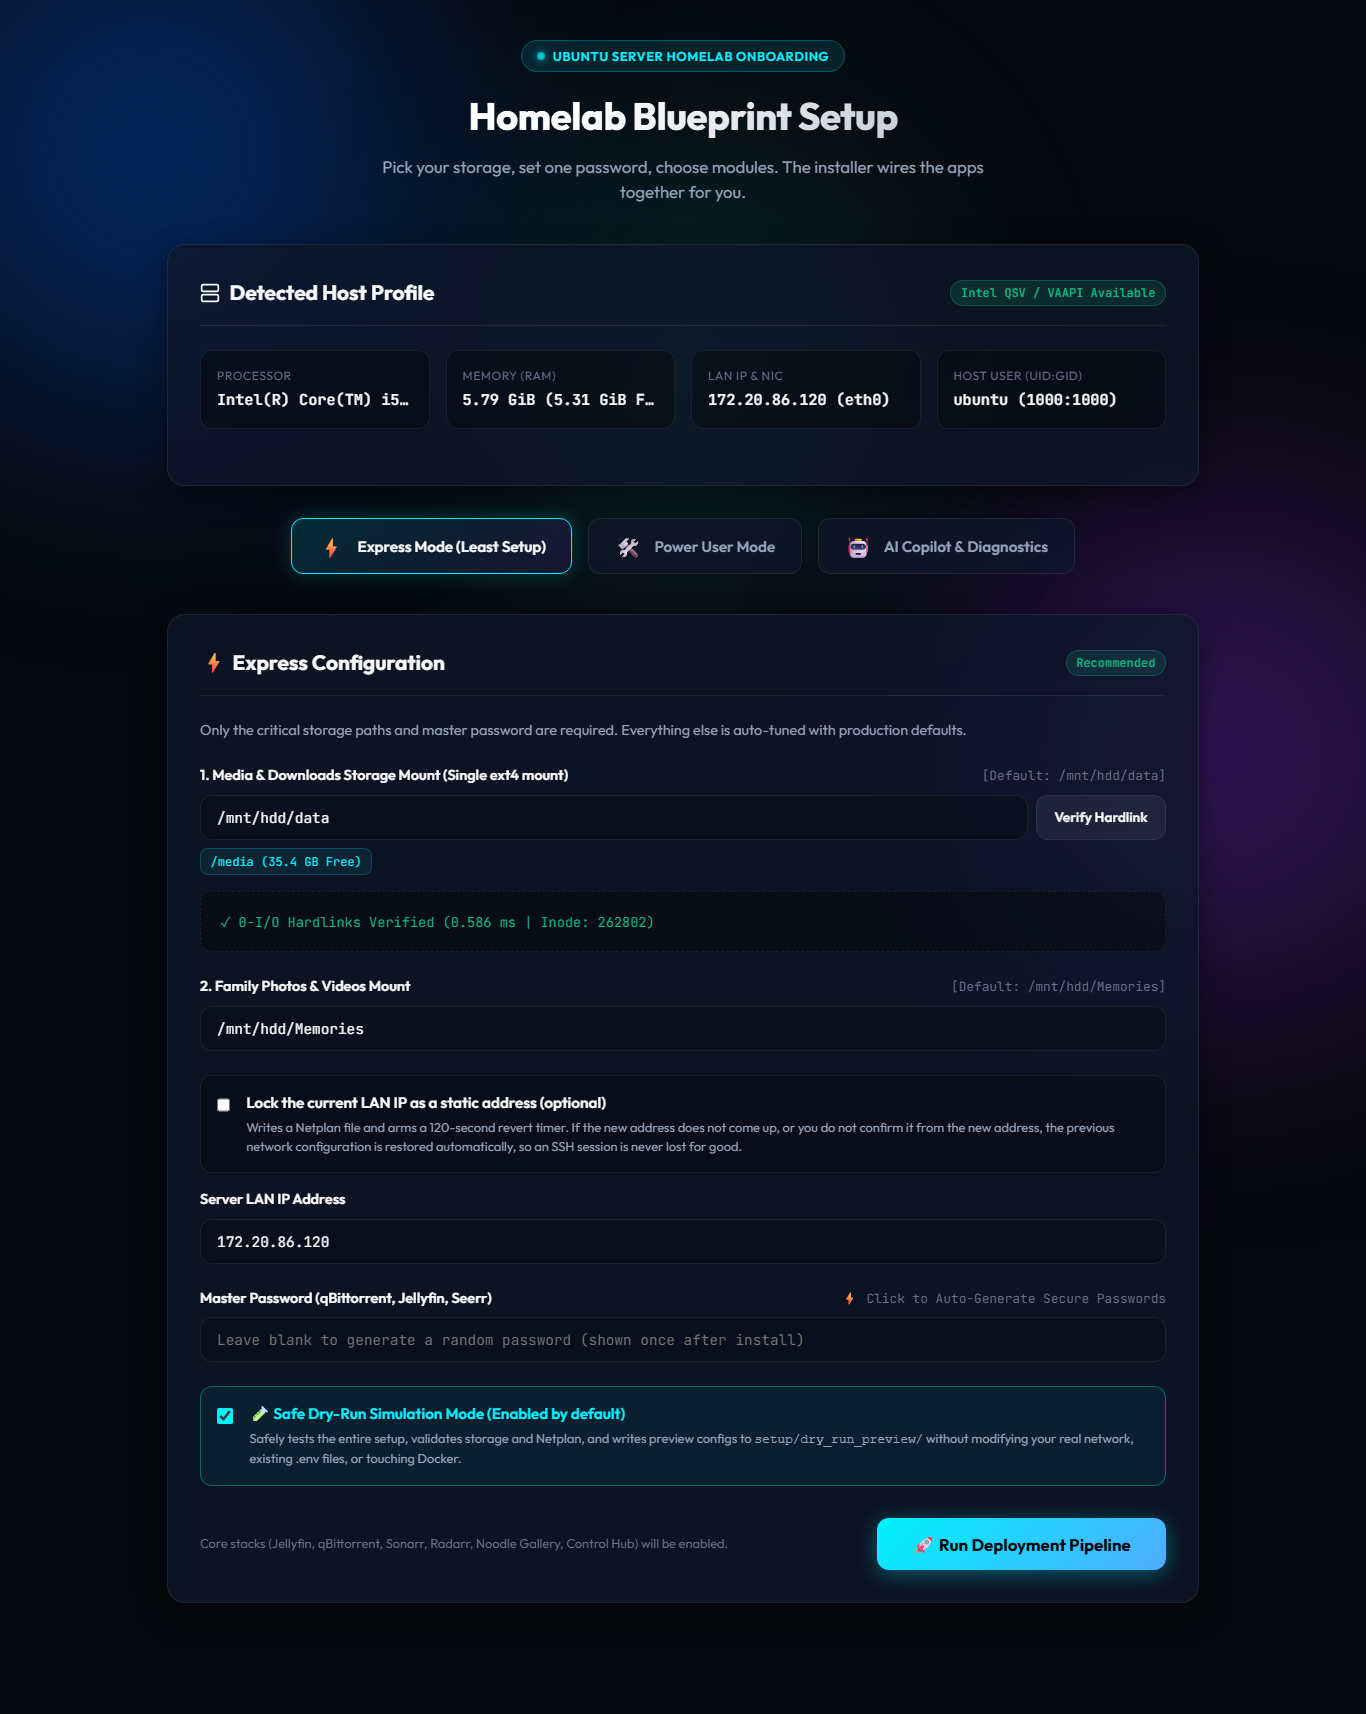 UBUNTU SERVER HOMELAB ONBOARDING
Homelab Blueprint Setup
Pick your storage, set one password, choose modules. The installer wires the apps
together for you.
Detected Host Profile
Intel QSV / VAAPI Available
PROCESSOR
Intel(R) Core(TM) i5…
MEMORY (RAM)
5.79 GiB (5.31 GiB F…
LAN IP & NIC
172.20.86.120 (eth0)
HOST USER (UID:GID)
ubuntu (1000:1000)
Express Mode (Least Setup)
Power User Mode
AI Copilot & Diagnostics
Express Configuration
Recommended
Only the critical storage paths and master password are required. Everything else is auto-tuned with production defaults.
1. Media & Downloads Storage Mount (Single ext4 mount)
[Default: /mnt/hdd/data]
/mnt/hdd/data
Verify Hardlink
/media (35.4 GB Free)
✓ 0-I/O Hardlinks Verified (0.586 ms | Inode: 262802)
2. Family Photos & Videos Mount
[Default: /mnt/hdd/Memories]
/mnt/hdd/Memories
Lock the current LAN IP as a static address (optional)
Writes a Netplan file and arms a 120-second revert timer. If the new address does not come up, or you do not confirm it from the new address, the previous
network configuration is restored automatically, so an SSH session is never lost for good.
Server LAN IP Address
172.20.86.120
Master Password (qBittorrent, Jellyfin, Seerr)
⚡ Click to Auto-Generate Secure Passwords
Leave blank to generate a random password (shown once after install)
Safe Dry-Run Simulation Mode (Enabled by default)
Safely tests the entire setup, validates storage and Netplan, and writes preview configs to setup/dry_run_preview/ without modifying your real network,
existing .env files, or touching Docker.
Core stacks (Jellyfin, qBittorrent, Sonarr, Radarr, Noodle Gallery, Control Hub) will be enabled.
🚀 Run Deployment Pipeline